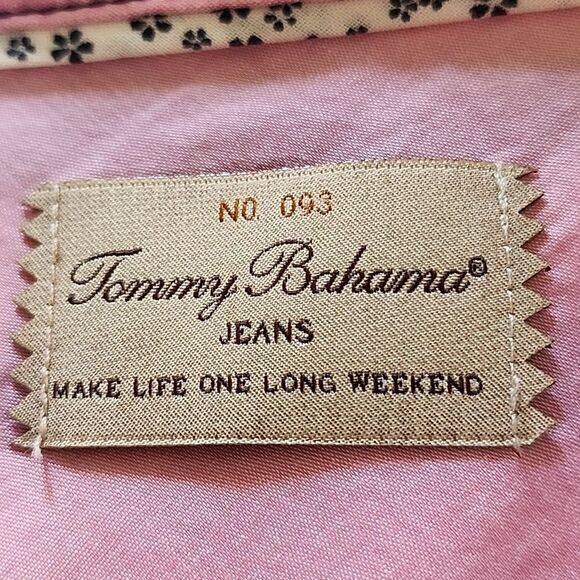 NO. 093
Tommy Bahama®
JEANS
MAKE LIFE ONE LONG WEEKEND